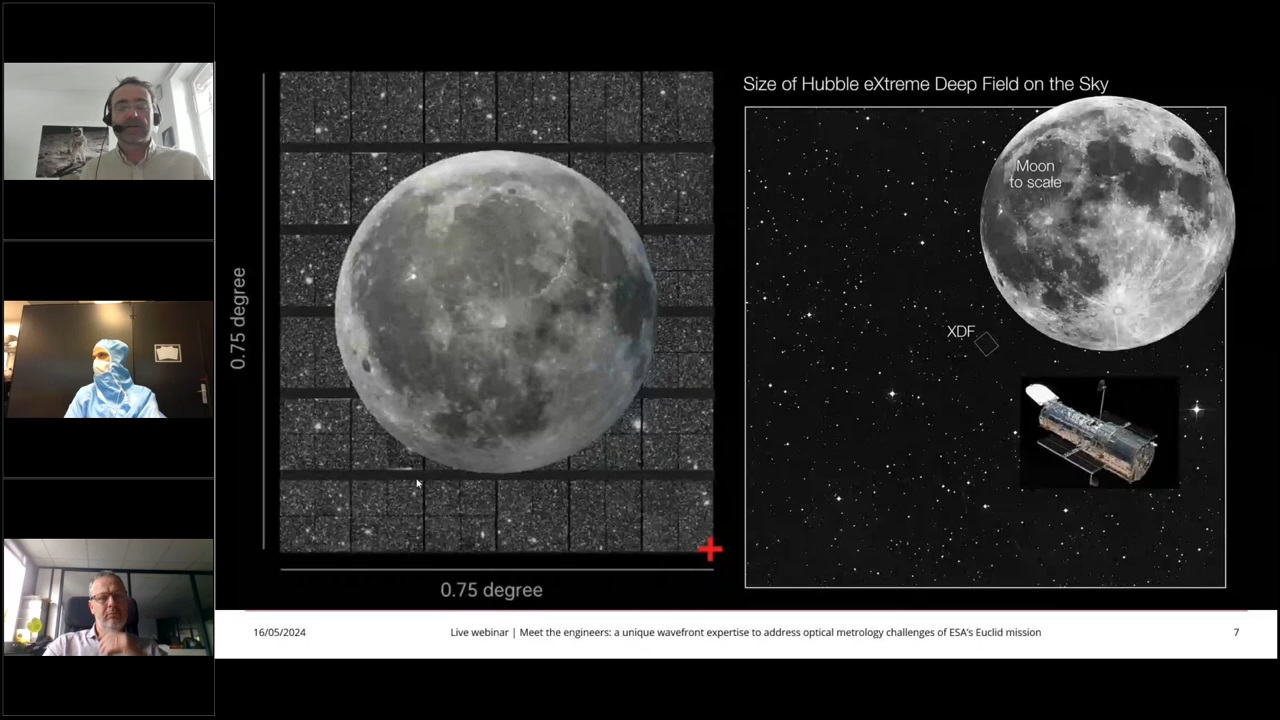 Size of Hubble eXtreme Deep Field on the Sky
Moon
to scale
0.75 degree
XDF
0.75 degree
16/05/2024
Live webinar | Meet the engineers: a unique wavefront expertise to address optical metrology challenges of ESA's Euclid mission
7